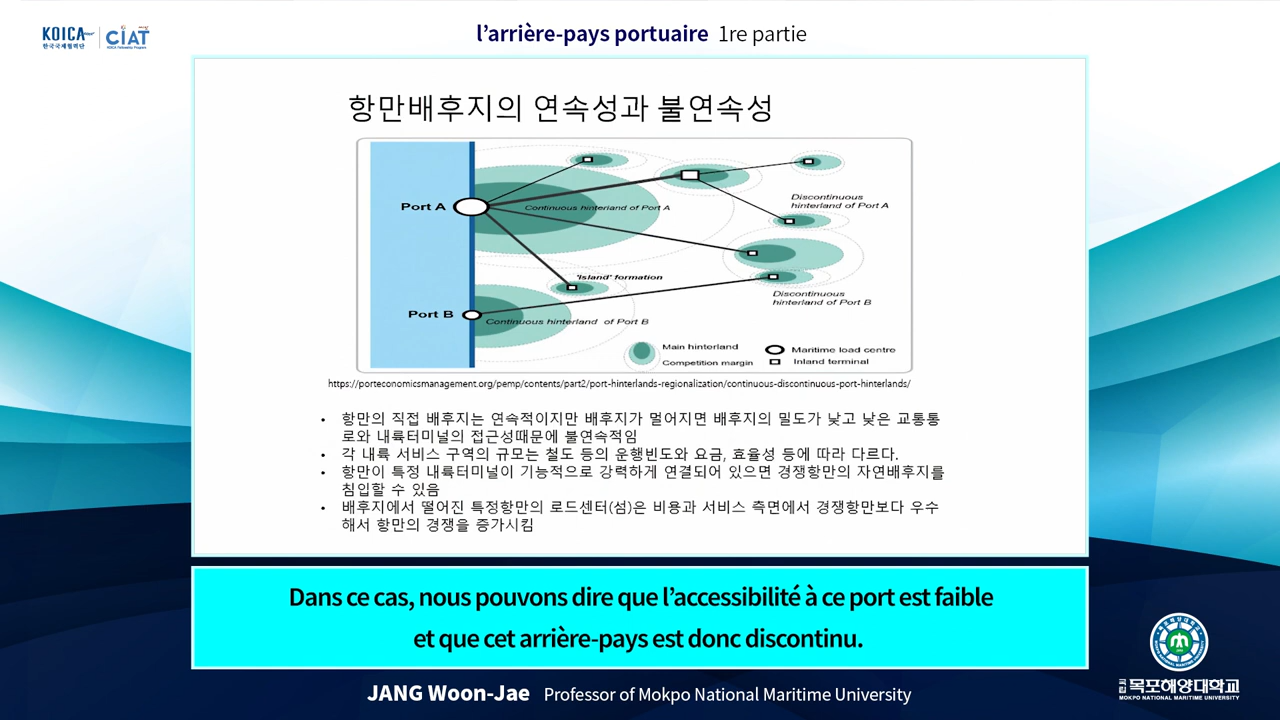 KOICA
한국국제협력단
CIAT
KOICA Fellowship Program
l'arrière-pays portuaire 1re partie
항만배후지의 연속성과 불연속성
Port A
Continuous hinterland of Port A
Discontinuous
hinterland of Port A
'Island' formation
Discontinuous
hinterland of Port B
Port B
Continuous hinterland of Port B
Main hinterland
Maritime load centre
Competition margin
Inland terminal
https://porteconomicsmanagement.org/pemp/contents/part2/port-hinterlands-regionalization/continuous-discontinuous-port-hinterlands/
• 항만의 직접 배후지는 연속적이지만 배후지가 멀어지면 배후지의 밀도가 낮고 낮은 교통통
로와 내륙터미널의 접근성때문에 불연속적임
• 각 내륙 서비스 구역의 규모는 철도 등의 운행빈도와 요금, 효율성 등에 따라 다르다.
• 항만이 특정 내륙터미널이 기능적으로 강력하게 연결되어 있으면 경쟁항만의 자연배후지를
침입할 수 있음
• 배후지에서 떨어진 특정항만의 로드센터(섬)은 비용과 서비스 측면에서 경쟁항만보다 우수
해서 항만의 경쟁을 증가시킴
Dans ce cas, nous pouvons dire que l'accessibilité à ce port est faible
et que cet arrière-pays est donc discontinu.
JANG Woon-Jae Professor of Mokpo National Maritime University
국립 목포해양대학교
MOKPO NATIONAL MARITIME UNIVERSITY